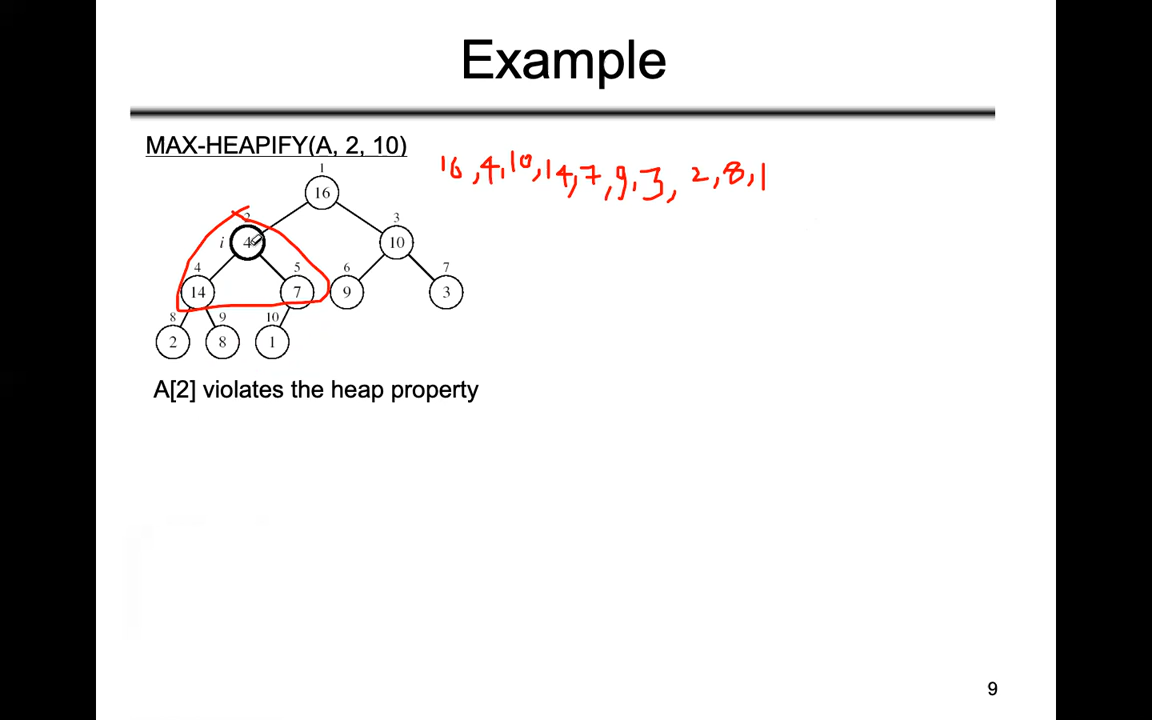 Example
MAX-HEAPIFY(A, 2, 10)
16, 4, 10, 14, 7, 9, 3, 2, 8, 1
1
16
2 3
i 4 10
4 5 6 7
14 7 9 3
8 9 10
2 8 1
A[2] violates the heap property
9